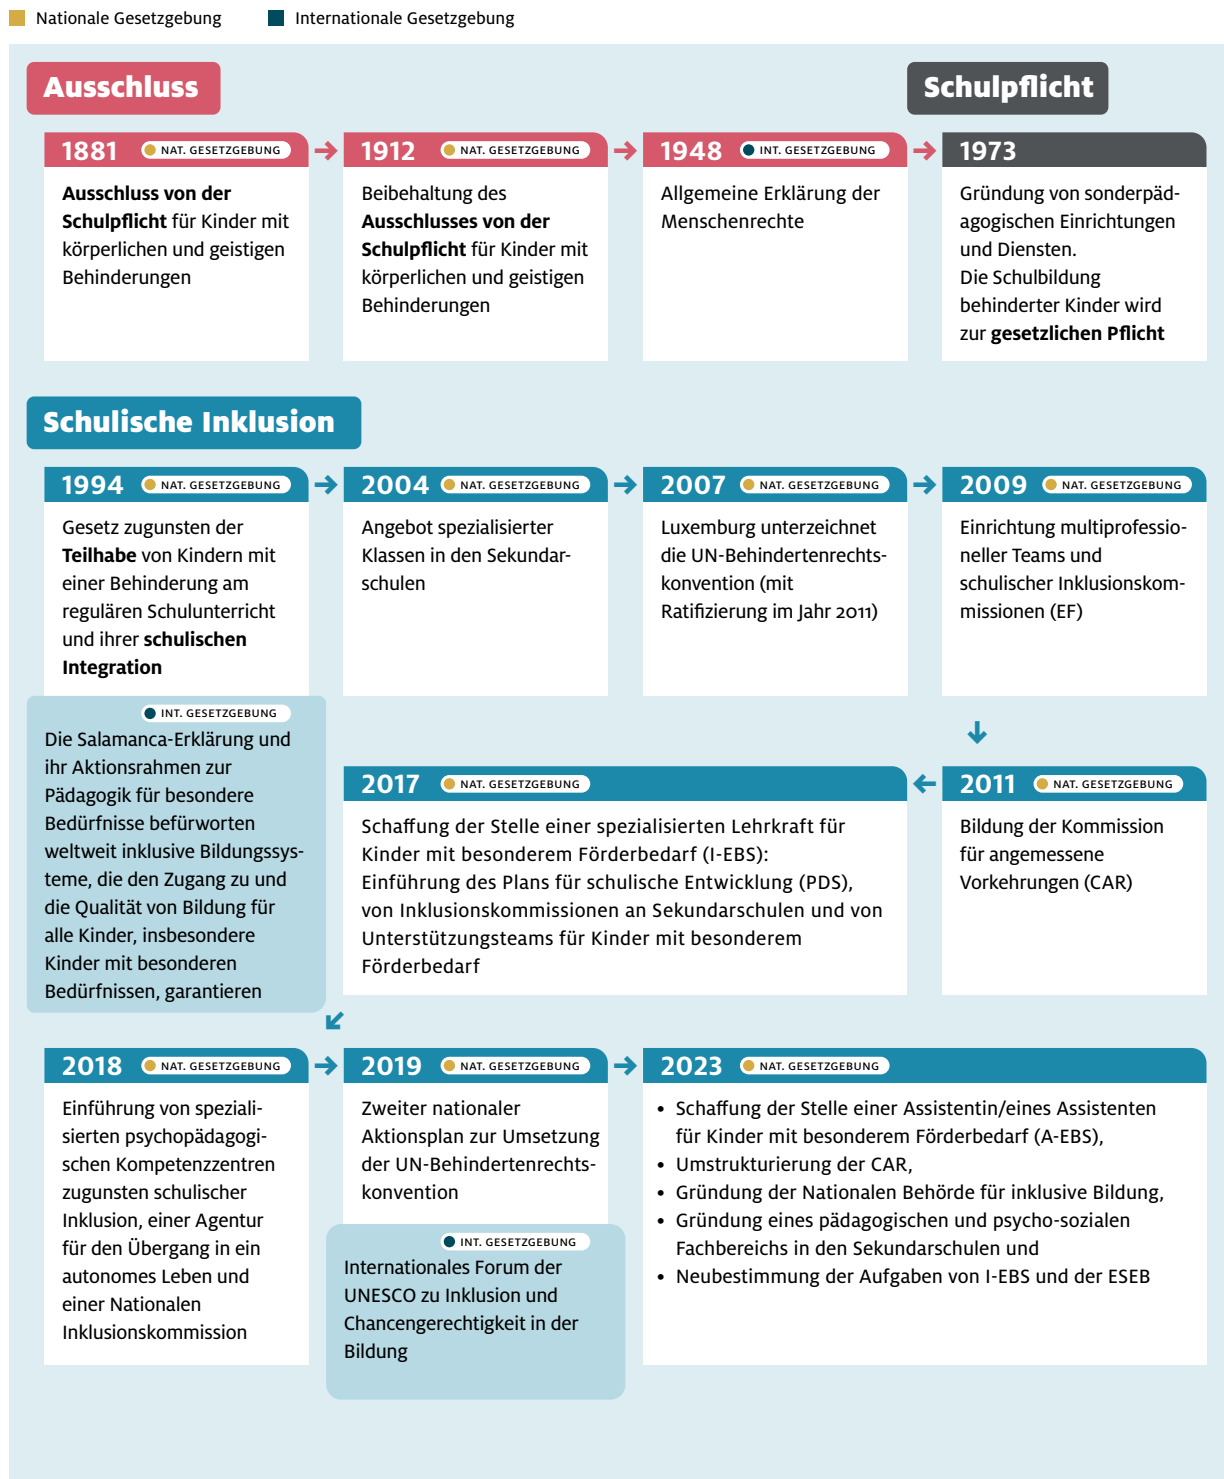 Nationale Gesetzgebung
Internationale Gesetzgebung
Ausschluss
Schulpflicht
1881
NAT. GESETZGEBUNG
Ausschluss von der
Schulpflicht für Kinder mit
körperlichen und geistigen
Behinderungen
1912
NAT. GESETZGEBUNG
Beibehaltung des
Ausschlusses von der
Schulpflicht für Kinder mit
körperlichen und geistigen
Behinderungen
1948
INT. GESETZGEBUNG
Allgemeine Erklärung der
Menschenrechte
1973
Gründung von sonderpäd-
agogischen Einrichtungen
und Diensten.
Die Schulbildung
behinderter Kinder wird
zur gesetzlichen Pflicht
Schulische Inklusion
1994
NAT. GESETZGEBUNG
Gesetz zugunsten der
Teilhabe von Kindern mit
einer Behinderung am
regulären Schulunterricht
und ihrer schulischen
Integration
INT. GESETZGEBUNG
Die Salamanca-Erklärung und
ihr Aktionsrahmen zur
Pädagogik für besondere
Bedürfnisse befürworten
weltweit inklusive Bildungssys-
teme, die den Zugang zu und
die Qualität von Bildung für
alle Kinder, insbesondere
Kinder mit besonderen
Bedürfnissen, garantieren
2004
NAT. GESETZGEBUNG
Angebot spezialisierter
Klassen in den Sekundar-
schulen
2007
NAT. GESETZGEBUNG
Luxemburg unterzeichnet
die UN-Behindertenrechts-
konvention (mit
Ratifizierung im Jahr 2011)
2009
NAT. GESETZGEBUNG
Einrichtung multiprofessio-
neller Teams und
schulischer Inklusionskom-
missionen (EF)
2011
NAT. GESETZGEBUNG
Bildung der Kommission
für angemessene
Vorkehrungen (CAR)
2017
NAT. GESETZGEBUNG
Schaffung der Stelle einer spezialisierten Lehrkraft für
Kinder mit besonderem Förderbedarf (I-EBS):
Einführung des Plans für schulische Entwicklung (PDS),
von Inklusionskommissionen an Sekundarschulen und von
Unterstützungsteams für Kinder mit besonderem
Förderbedarf
2018
NAT. GESETZGEBUNG
Einführung von speziali-
sierten psychopädagogi-
schen Kompetenzzentren
zugunsten schulischer
Inklusion, einer Agentur
für den Übergang in ein
autonomes Leben und
einer Nationalen
Inklusionskommission
2019
NAT. GESETZGEBUNG
Zweiter nationaler
Aktionsplan zur Umsetzung
der UN-Behindertenrechts-
konvention
INT. GESETZGEBUNG
Internationales Forum der
UNESCO zu Inklusion und
Chancengerechtigkeit in der
Bildung
2023
NAT. GESETZGEBUNG
• Schaffung der Stelle einer Assistentin/eines Assistenten
für Kinder mit besonderem Förderbedarf (A-EBS),
• Umstrukturierung der CAR,
• Gründung der Nationalen Behörde für inklusive Bildung,
• Gründung eines pädagogischen und psycho-sozialen
Fachbereichs in den Sekundarschulen und
• Neubestimmung der Aufgaben von I-EBS und der ESEB